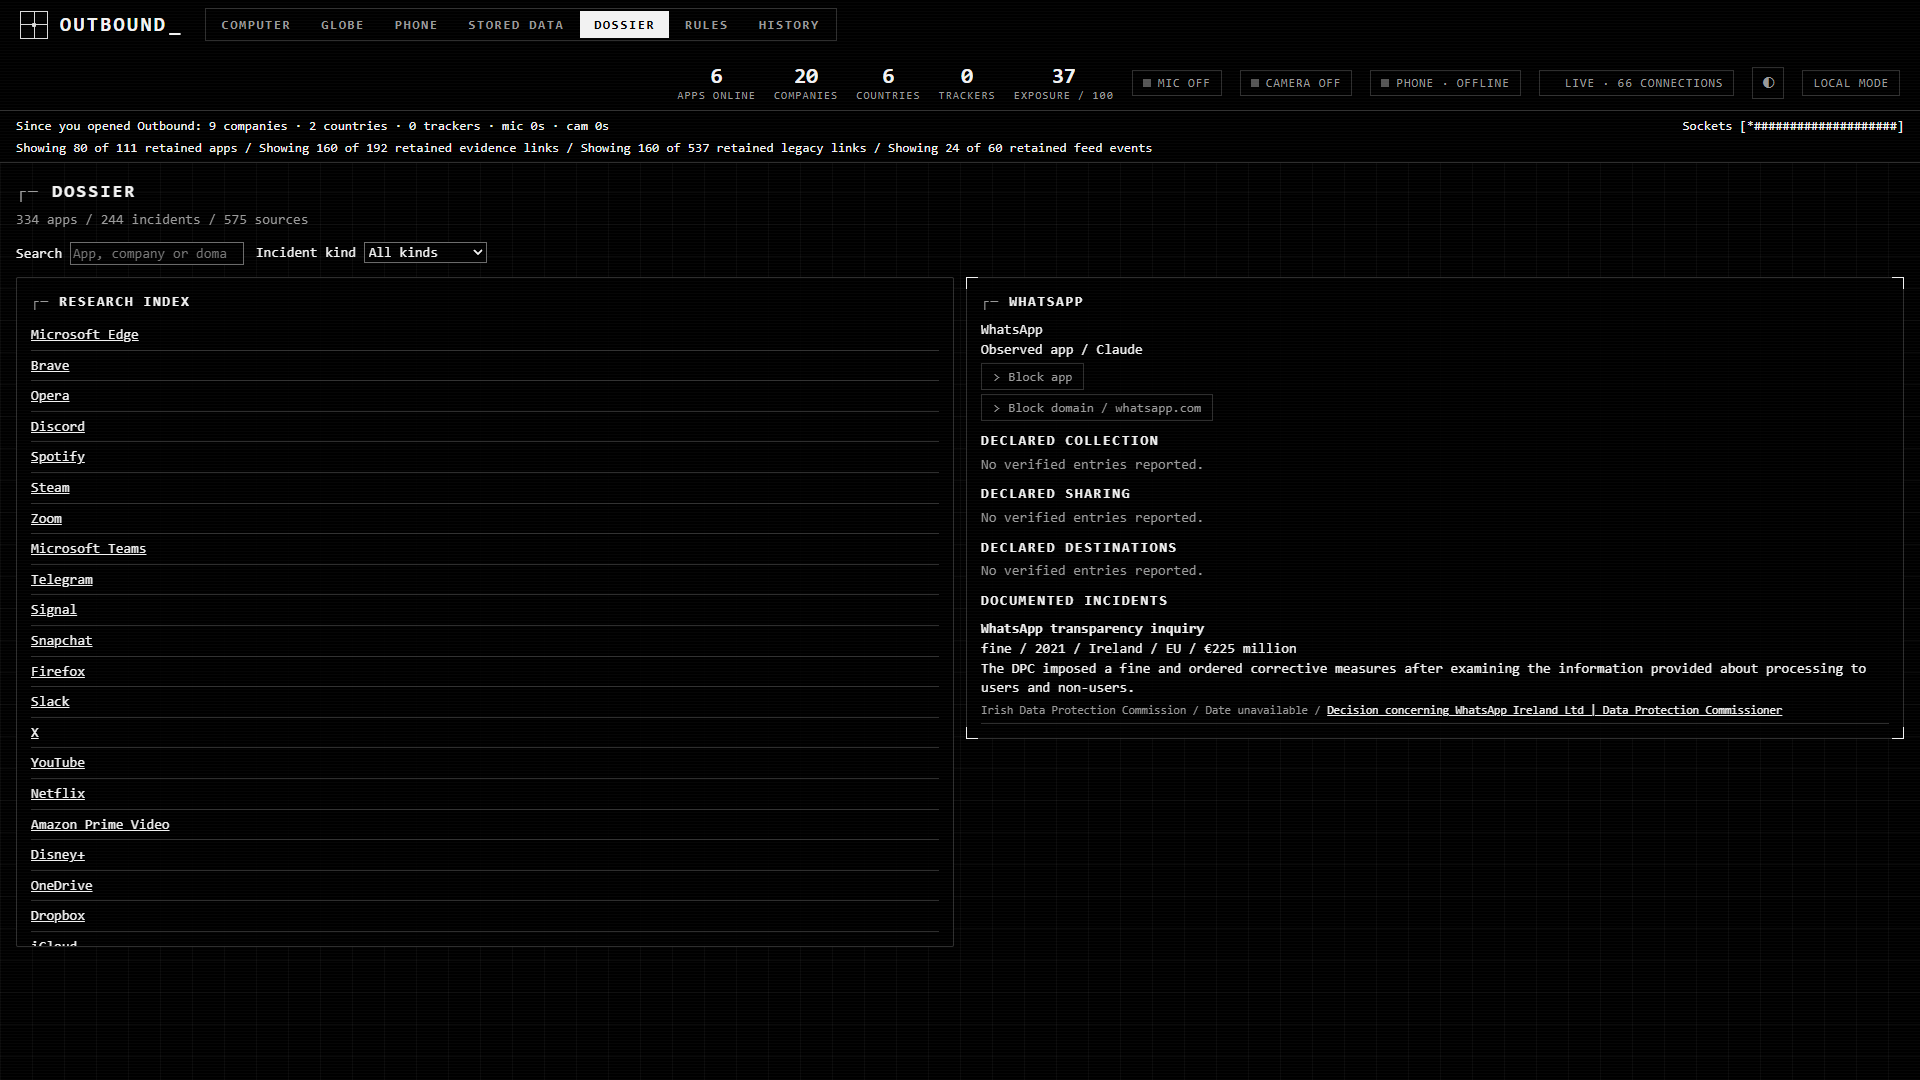 OUTBOUND_
COMPUTER GLOBE PHONE STORED DATA DOSSIER RULES HISTORY
6 APPS ONLINE
20 COMPANIES
6 COUNTRIES
0 TRACKERS
37 EXPOSURE / 100
MIC OFF
CAMERA OFF
PHONE · OFFLINE
LIVE · 66 CONNECTIONS
LOCAL MODE
Since you opened Outbound: 9 companies · 2 countries · 0 trackers · mic 0s · cam 0s
Sockets [*####################]
Showing 80 of 111 retained apps / Showing 160 of 192 retained evidence links / Showing 160 of 537 retained legacy links / Showing 24 of 60 retained feed events
┌─ DOSSIER
334 apps / 244 incidents / 575 sources
Search App, company or doma Incident kind All kinds
┌─ RESEARCH INDEX
Microsoft Edge
Brave
Opera
Discord
Spotify
Steam
Zoom
Microsoft Teams
Telegram
Signal
Snapchat
Firefox
Slack
X
YouTube
Netflix
Amazon Prime Video
Disney+
OneDrive
Dropbox
iCloud
┌─ WHATSAPP
WhatsApp
Observed app / Claude
> Block app
> Block domain / whatsapp.com
DECLARED COLLECTION
No verified entries reported.
DECLARED SHARING
No verified entries reported.
DECLARED DESTINATIONS
No verified entries reported.
DOCUMENTED INCIDENTS
WhatsApp transparency inquiry
fine / 2021 / Ireland / EU / €225 million
The DPC imposed a fine and ordered corrective measures after examining the information provided about processing to
users and non-users.
Irish Data Protection Commission / Date unavailable / Decision concerning WhatsApp Ireland Ltd | Data Protection Commissioner